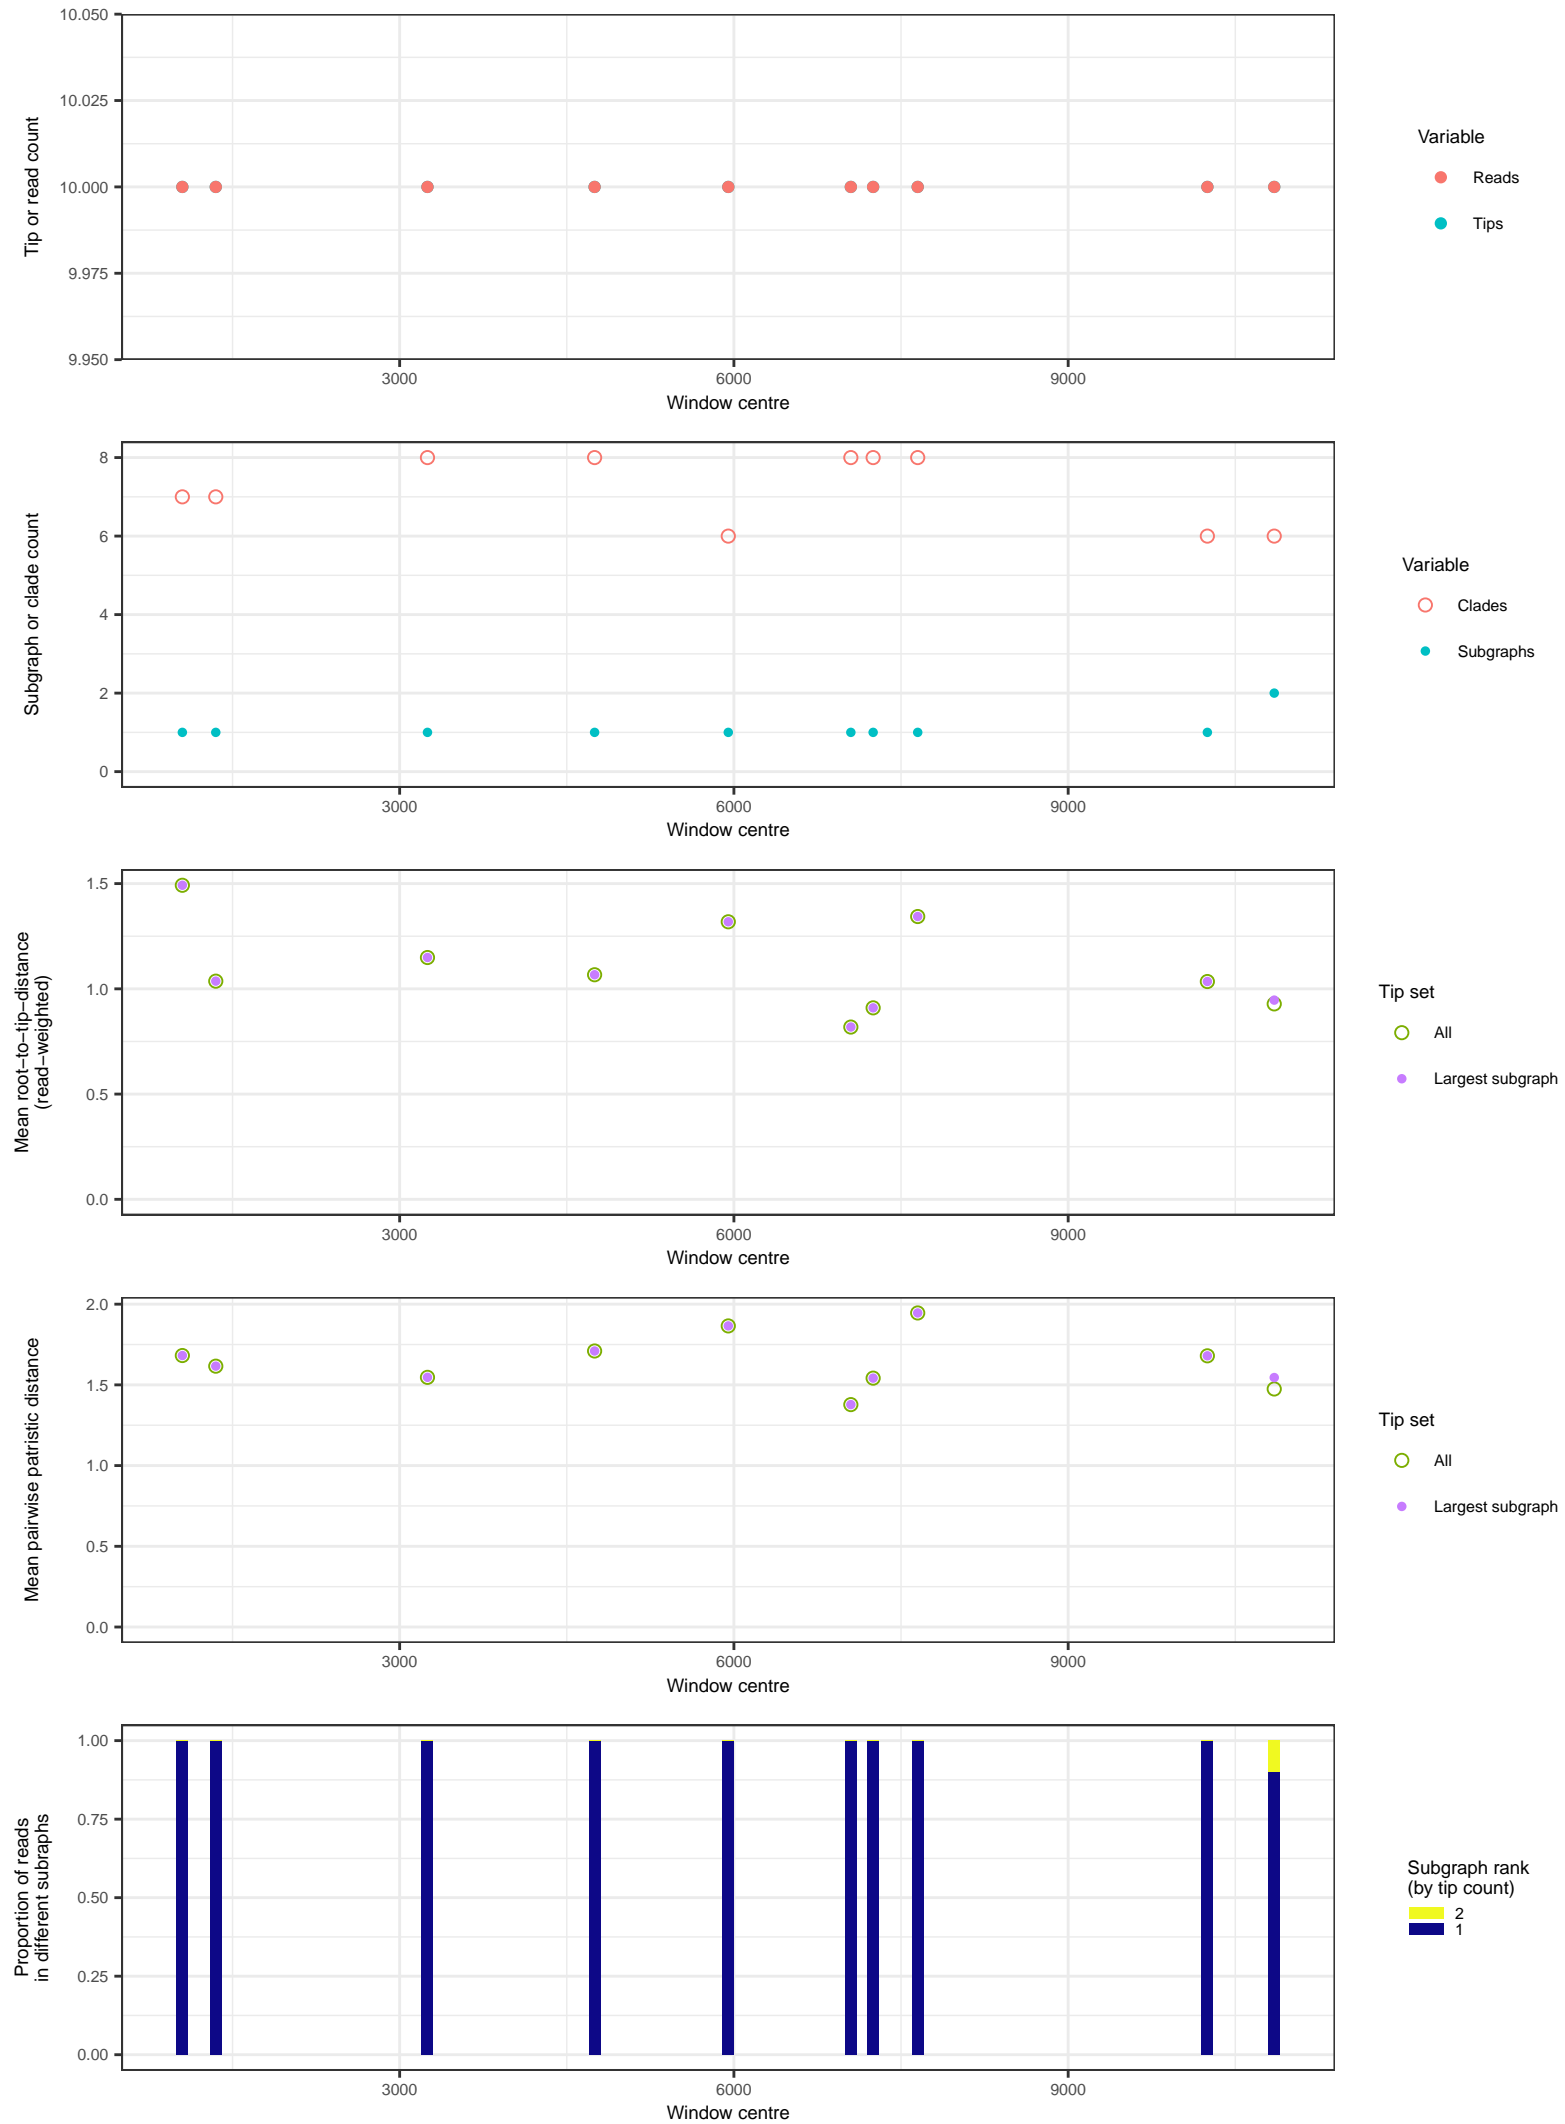 10.050
10.025
10.000
9.975
9.950
Tip or read count
3000
6000
9000
Window centre
Variable
Reads
Tips
8
6
4
2
0
Subgraph or clade count
3000
6000
9000
Window centre
Variable
Clades
Subgraphs
1.5
1.0
0.5
0.0
Mean root−to−tip−distance
(read−weighted)
3000
6000
9000
Window centre
Tip set
All
Largest subgraph
2.0
1.5
1.0
0.5
0.0
Mean pairwise patristic distance
3000
6000
9000
Window centre
Tip set
All
Largest subgraph
1.00
0.75
0.50
0.25
0.00
Proportion of reads
in different subraphs
3000
6000
9000
Window centre
Subgraph rank
(by tip count)
2
1